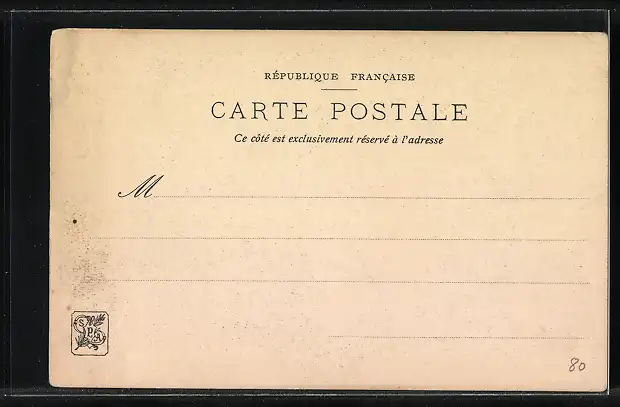 RÉPUBLIQUE FRANÇAISE
CARTE POSTALE
Ce côté est exclusivement réservé à l'adresse
M
S
P
A
80